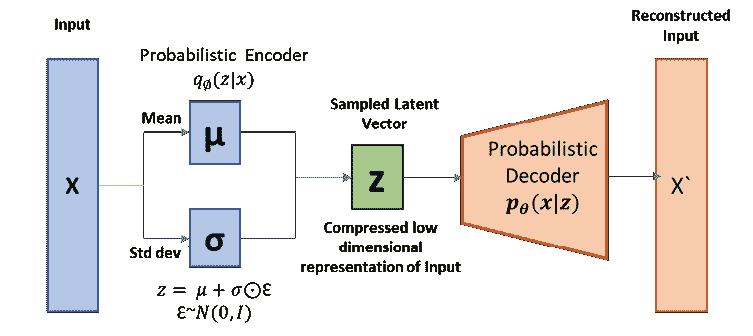 Input
Reconstructed
Input
Probabilistic Encoder
q∅(z|x)
Mean
μ
Sampled Latent
Vector
X
z
Probabilistic
Decoder
pθ(x|z)
X`
Std dev
σ
Compressed low
dimensional
representation of Input
z = μ + σ⊙Ɛ
Ɛ~N(0,I)